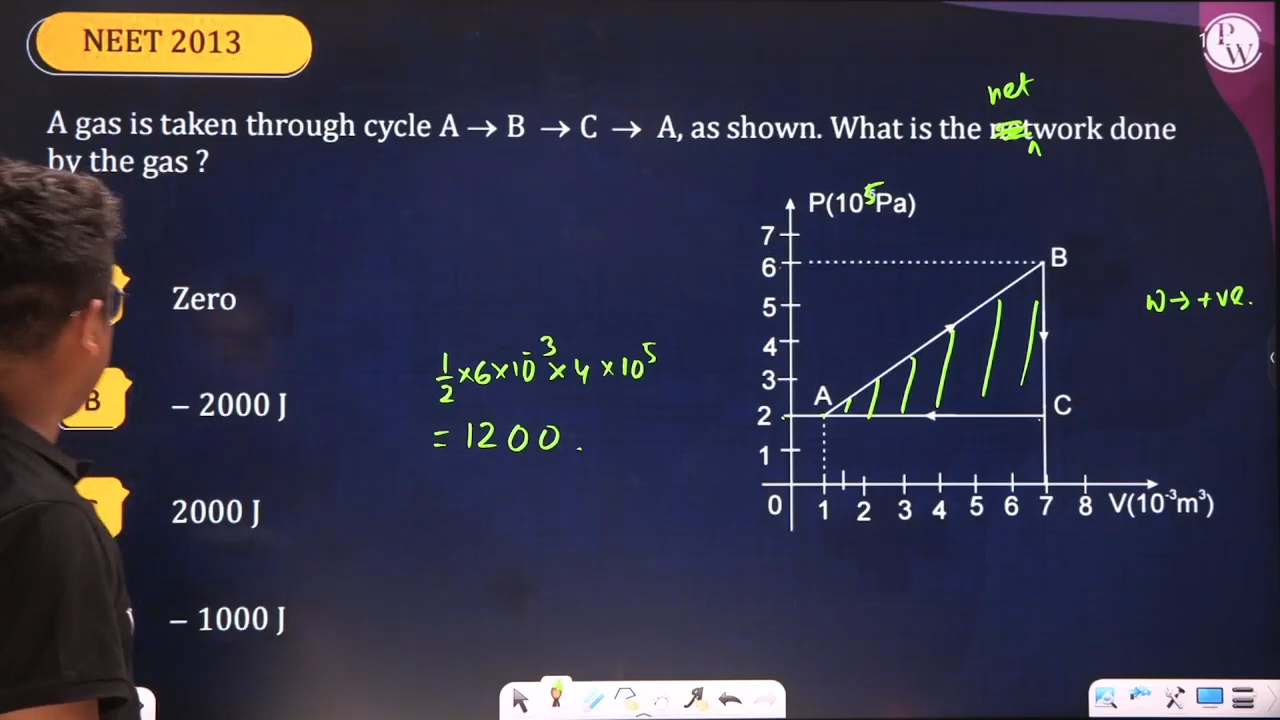 NEET 2013
PW
net
A gas is taken through cycle A → B → C → A, as shown. What is the work done
by the gas ?
Zero
B – 2000 J
2000 J
– 1000 J
1/2 × 6 × 10⁻³ × 4 × 10⁵
= 1200 .
P(10⁵Pa)
7
6
5
4
3
2
1
0
A
B
C
1 2 3 4 5 6 7 8 V(10⁻³m³)
W → +ve.